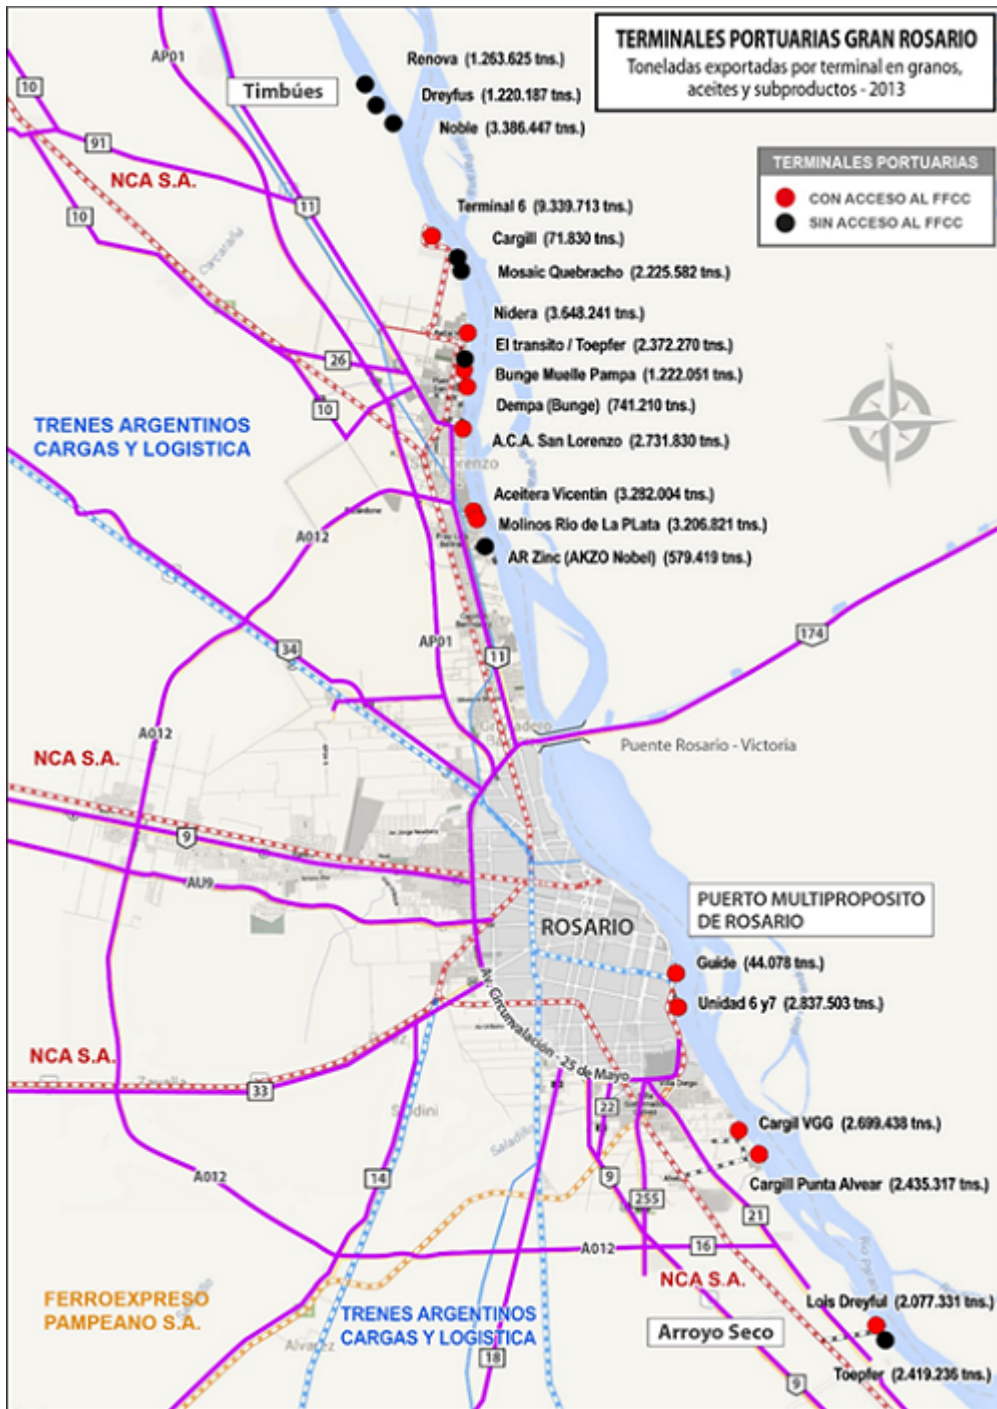 TERMINALES PORTUARIAS GRAN ROSARIO
Toneladas exportadas por terminal en granos,
aceites y subproductos - 2013
TERMINALES PORTUARIAS
CON ACCESO AL FFCC
SIN ACCESO AL FFCC
AP01
Renova (1.263.625 tns.)
Timbúes
Dreyfus (1.220.187 tns.)
Noble (3.386.447 tns.)
10
91
NCA S.A.
11
10
Carcaraña
Terminal 6 (9.339.713 tns.)
Cargill (71.830 tns.)
Mosaic Quebracho (2.225.582 tns.)
Nidera (3.648.241 tns.)
El transito / Toepfer (2.372.270 tns.)
26
Bunge Muelle Pampa (1.222.051 tns.)
10
Dempa (Bunge) (741.210 tns.)
TRENES ARGENTINOS
CARGAS Y LOGISTICA
A.C.A. San Lorenzo (2.731.830 tns.)
Aceitera Vicentin (3.282.004 tns.)
Molinos Rio de La PLata (3.206.821 tns.)
A012
AR Zinc (AKZO Nobel) (579.419 tns.)
AP01
34
11
174
A012
Puente Rosario - Victoria
NCA S.A.
9
AU9
PUERTO MULTIPROPOSITO
DE ROSARIO
ROSARIO
Guide (44.078 tns.)
Unidad 6 y7 (2.837.503 tns.)
Av. Circunvalación - 25 de Mayo
NCA S.A.
Zavalla
33
Villa Diego
22
Saladillo
Cargil VGG (2.699.438 tns.)
A012
14
9
255
Cargill Punta Alvear (2.435.317 tns.)
21
A012
16
NCA S.A.
FERROEXPRESO
PAMPEANO S.A.
TRENES ARGENTINOS
CARGAS Y LOGISTICA
Alvarez
Lois Dreyful (2.077.331 tns.)
Arroyo Seco
18
Toepfer (2.419.236 tns.)
9